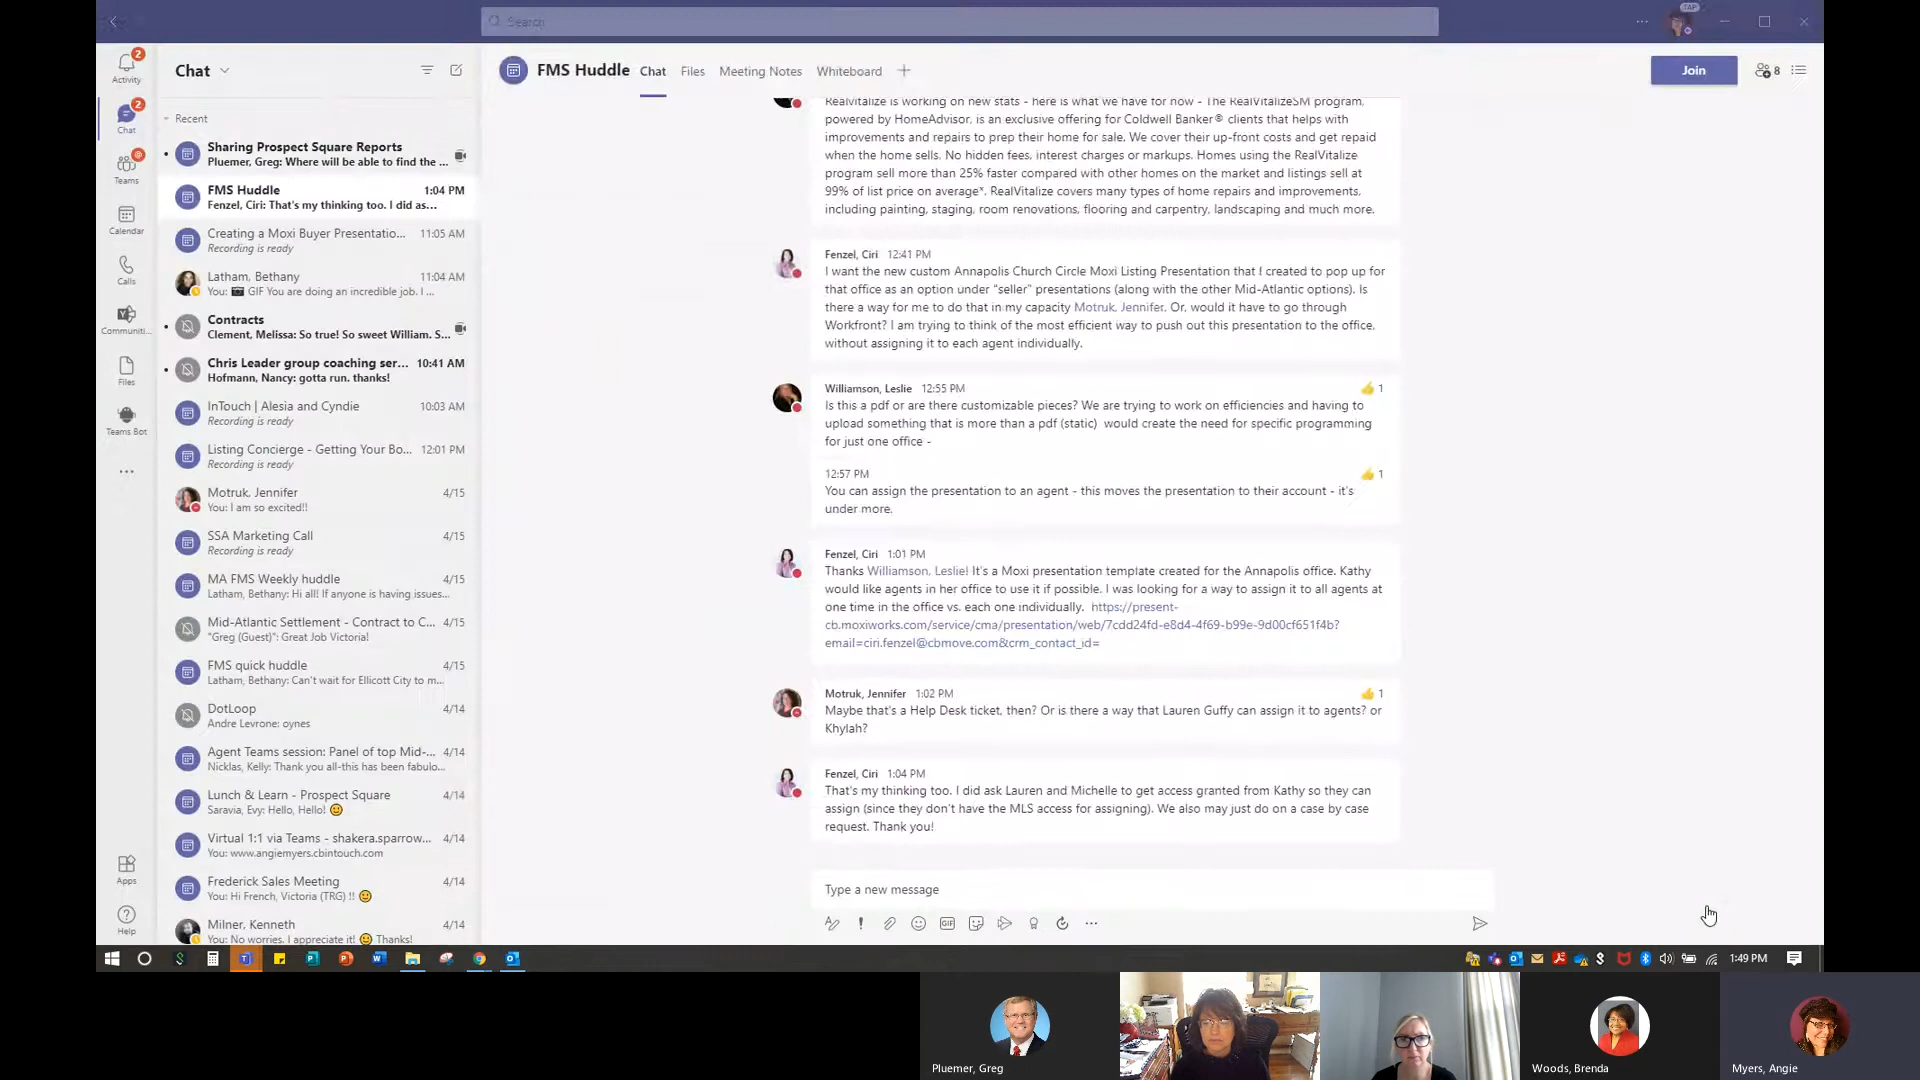 Search
TAP
2
Activity
2
Chat
Teams
Calendar
Calls
Communiti...
Files
Teams Bot
Apps
Help
Chat
Recent
Sharing Prospect Square Reports
Pluemer, Greg: Where will be able to find the ...
FMS Huddle 1:04 PM
Fenzel, Ciri: That's my thinking too. I did as...
Creating a Moxi Buyer Presentatio... 11:05 AM
Recording is ready
Latham, Bethany 11:04 AM
You: GIF You are doing an incredible job. I ...
Contracts
Clement, Melissa: So true! So sweet William. S...
Chris Leader group coaching ser... 10:41 AM
Hofmann, Nancy: gotta run. thanks!
InTouch | Alesia and Cyndie 10:03 AM
Recording is ready
Listing Concierge - Getting Your Bo... 12:01 PM
Recording is ready
Motruk, Jennifer 4/15
You: I am so excited!!
SSA Marketing Call 4/15
Recording is ready
MA FMS Weekly huddle 4/15
Latham, Bethany: Hi all! If anyone is having issues...
Mid-Atlantic Settlement - Contract to C... 4/15
"Greg (Guest)": Great Job Victoria!
FMS quick huddle 4/15
Latham, Bethany: Can't wait for Ellicott City to m...
DotLoop 4/14
Andre Levrone: oynes
Agent Teams session: Panel of top Mid-... 4/14
Nicklas, Kelly: Thank you all-this has been fabulo...
Lunch & Learn - Prospect Square 4/14
Saravia, Evy: Hello, Hello!
Virtual 1:1 via Teams - shakera.sparrow... 4/14
You: www.angiemyers.cbintouch.com
Frederick Sales Meeting 4/14
You: Hi French, Victoria (TRG) !!
Milner, Kenneth 4/14
You: No worries. I appreciate it! Thanks!
FMS Huddle Chat Files Meeting Notes Whiteboard
Join 8
RealVitalize is working on new stats - here is what we have for now - The RealVitalizeSM program,
powered by HomeAdvisor, is an exclusive offering for Coldwell Banker® clients that helps with
improvements and repairs to prep their home for sale. We cover their up-front costs and get repaid
when the home sells. No hidden fees, interest charges or markups. Homes using the RealVitalize
program sell more than 25% faster compared with other homes on the market and listings sell at
99% of list price on average*. RealVitalize covers many types of home repairs and improvements,
including painting, staging, room renovations, flooring and carpentry, landscaping and much more.
Fenzel, Ciri 12:41 PM
I want the new custom Annapolis Church Circle Moxi Listing Presentation that I created to pop up for
that office as an option under "seller" presentations (along with the other Mid-Atlantic options). Is
there a way for me to do that in my capacity Motruk, Jennifer. Or, would it have to go through
Workfront? I am trying to think of the most efficient way to push out this presentation to the office,
without assigning it to each agent individually.
Williamson, Leslie 12:55 PM 1
Is this a pdf or are there customizable pieces? We are trying to work on efficiencies and having to
upload something that is more than a pdf (static) would create the need for specific programming
for just one office -
12:57 PM 1
You can assign the presentation to an agent - this moves the presentation to their account - it's
under more.
Fenzel, Ciri 1:01 PM
Thanks Williamson, Leslie! It's a Moxi presentation template created for the Annapolis office. Kathy
would like agents in her office to use it if possible. I was looking for a way to assign it to all agents at
one time in the office vs. each one individually. https://present-
cb.moxiworks.com/service/cma/presentation/web/7cdd24fd-e8d4-4f69-b99e-9d00cf651f4b?
email=ciri.fenzel@cbmove.com&crm_contact_id=
Motruk, Jennifer 1:02 PM 1
Maybe that's a Help Desk ticket, then? Or is there a way that Lauren Guffy can assign it to agents? or
Khylah?
Fenzel, Ciri 1:04 PM
That's my thinking too. I did ask Lauren and Michelle to get access granted from Kathy so they can
assign (since they don't have the MLS access for assigning). We also may just do on a case by case
request. Thank you!
Type a new message
GIF
1:49 PM
Pluemer, Greg
Woods, Brenda
Myers, Angie